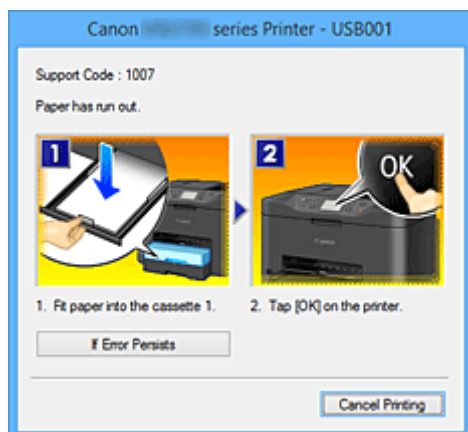 Canon series Printer - USB001
Support Code : 1007
Paper has run out.
1
2
OK
1. Fit paper into the cassette 1.
2. Tap [OK] on the printer.
If Error Persists
Cancel Printing